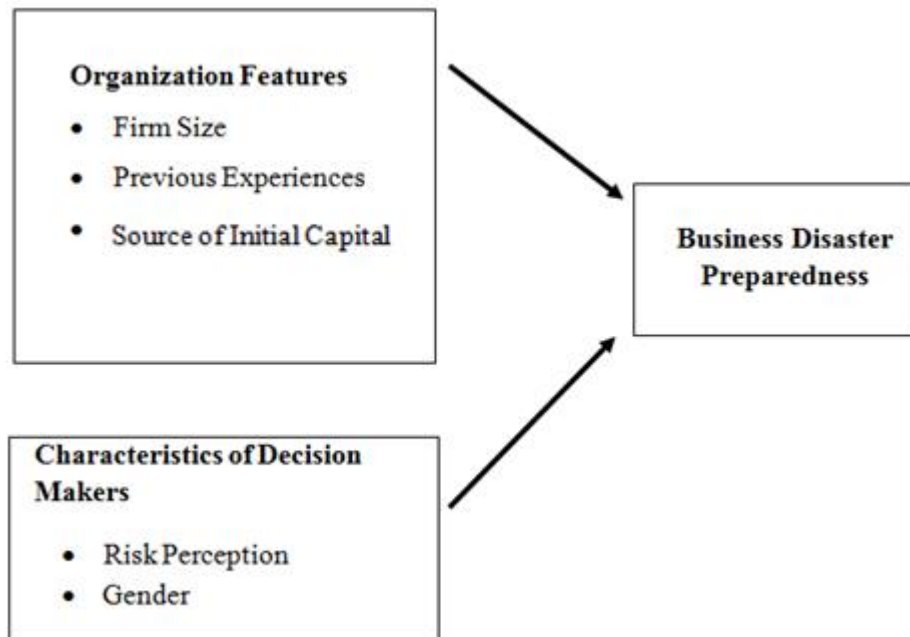 Organization Features
• Firm Size
• Previous Experiences
• Source of Initial Capital
Business Disaster
Preparedness
Characteristics of Decision
Makers
• Risk Perception
• Gender